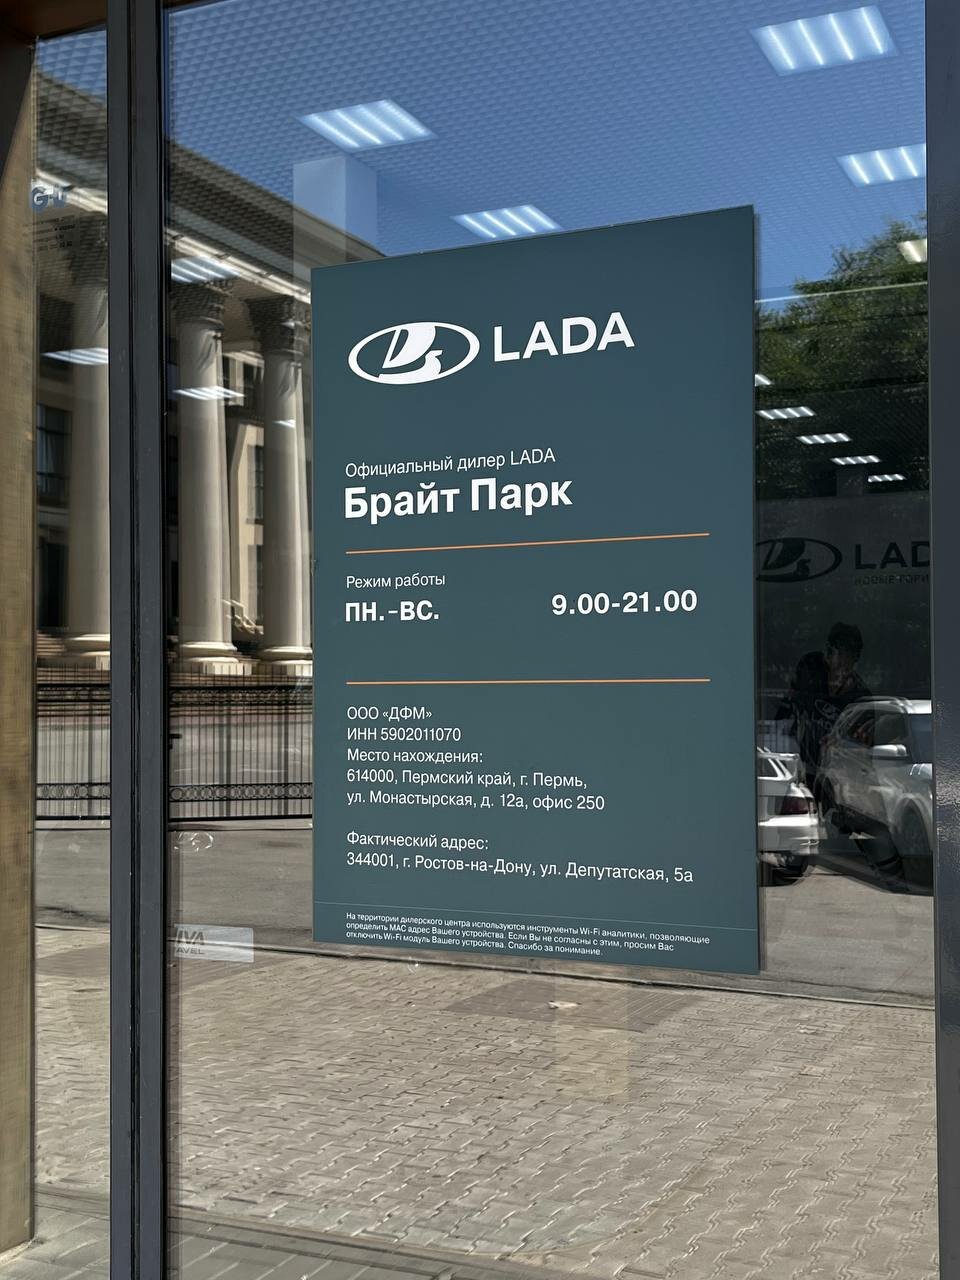 LADA
Официальный дилер LADA
Брайт Парк
Режим работы
ПН.-ВС. 9.00-21.00
ООО «ДФМ»
ИНН 5902011070
Место нахождения:
614000, Пермский край, г. Пермь,
ул. Монастырская, д. 12а, офис 250
Фактический адрес:
344001, г. Ростов-на-Дону, ул. Депутатская, 5а
На территории дилерского центра используются инструменты Wi-Fi аналитики, позволяющие
определить MAC адрес Вашего устройства. Если Вы не согласны с этим, просим Вас
отключить Wi-Fi модуль Вашего устройства. Спасибо за понимание.
LAD
НОВЫЕ